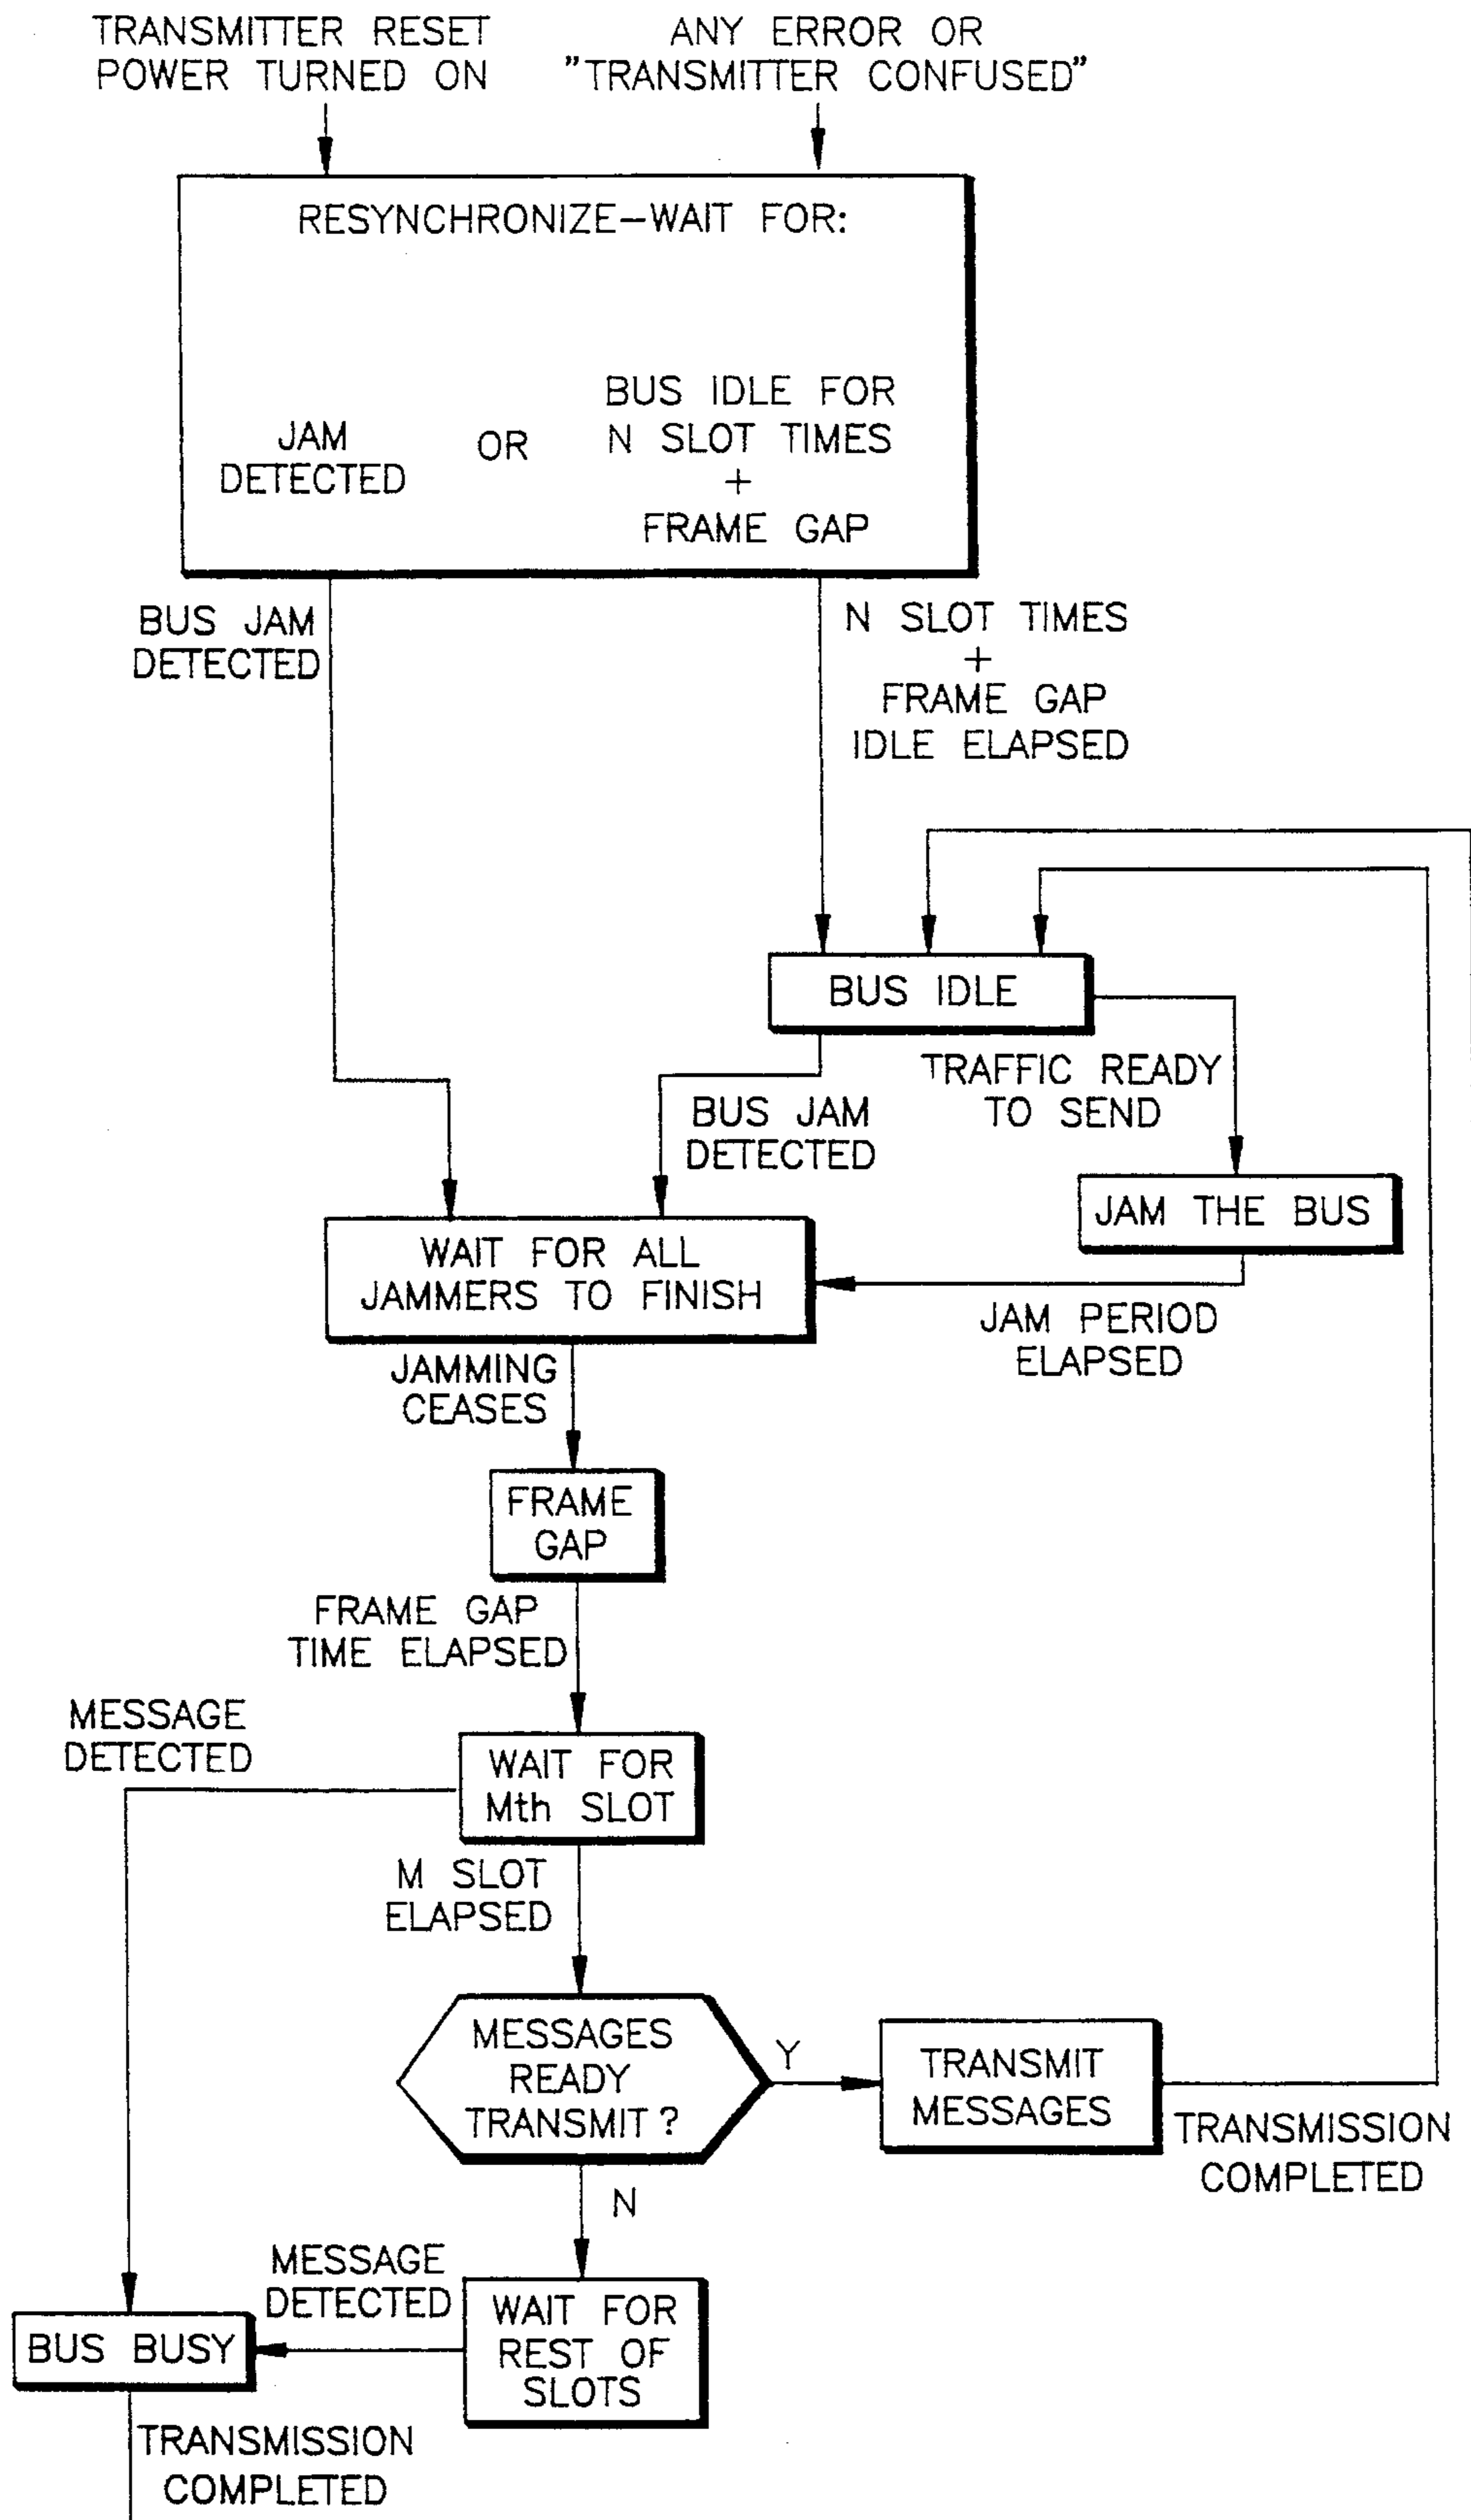 TRANSMITTER RESET
POWER TURNED ON
ANY ERROR OR
"TRANSMITTER CONFUSED"
RESYNCHRONIZE-WAIT FOR:
JAM
DETECTED
OR
BUS IDLE FOR
N SLOT TIMES
+
FRAME GAP
BUS JAM
DETECTED
N SLOT TIMES
+
FRAME GAP
IDLE ELAPSED
BUS IDLE
TRAFFIC READY
TO SEND
BUS JAM
DETECTED
JAM THE BUS
WAIT FOR ALL
JAMMERS TO FINISH
JAM PERIOD
ELAPSED
JAMMING
CEASES
FRAME
GAP
FRAME GAP
TIME ELAPSED
MESSAGE
DETECTED
WAIT FOR
Mth SLOT
M SLOT
ELAPSED
MESSAGES
READY
TRANSMIT?
Y
TRANSMIT
MESSAGES
TRANSMISSION
COMPLETED
N
MESSAGE
DETECTED
WAIT FOR
REST OF
SLOTS
BUS BUSY
TRANSMISSION
COMPLETED